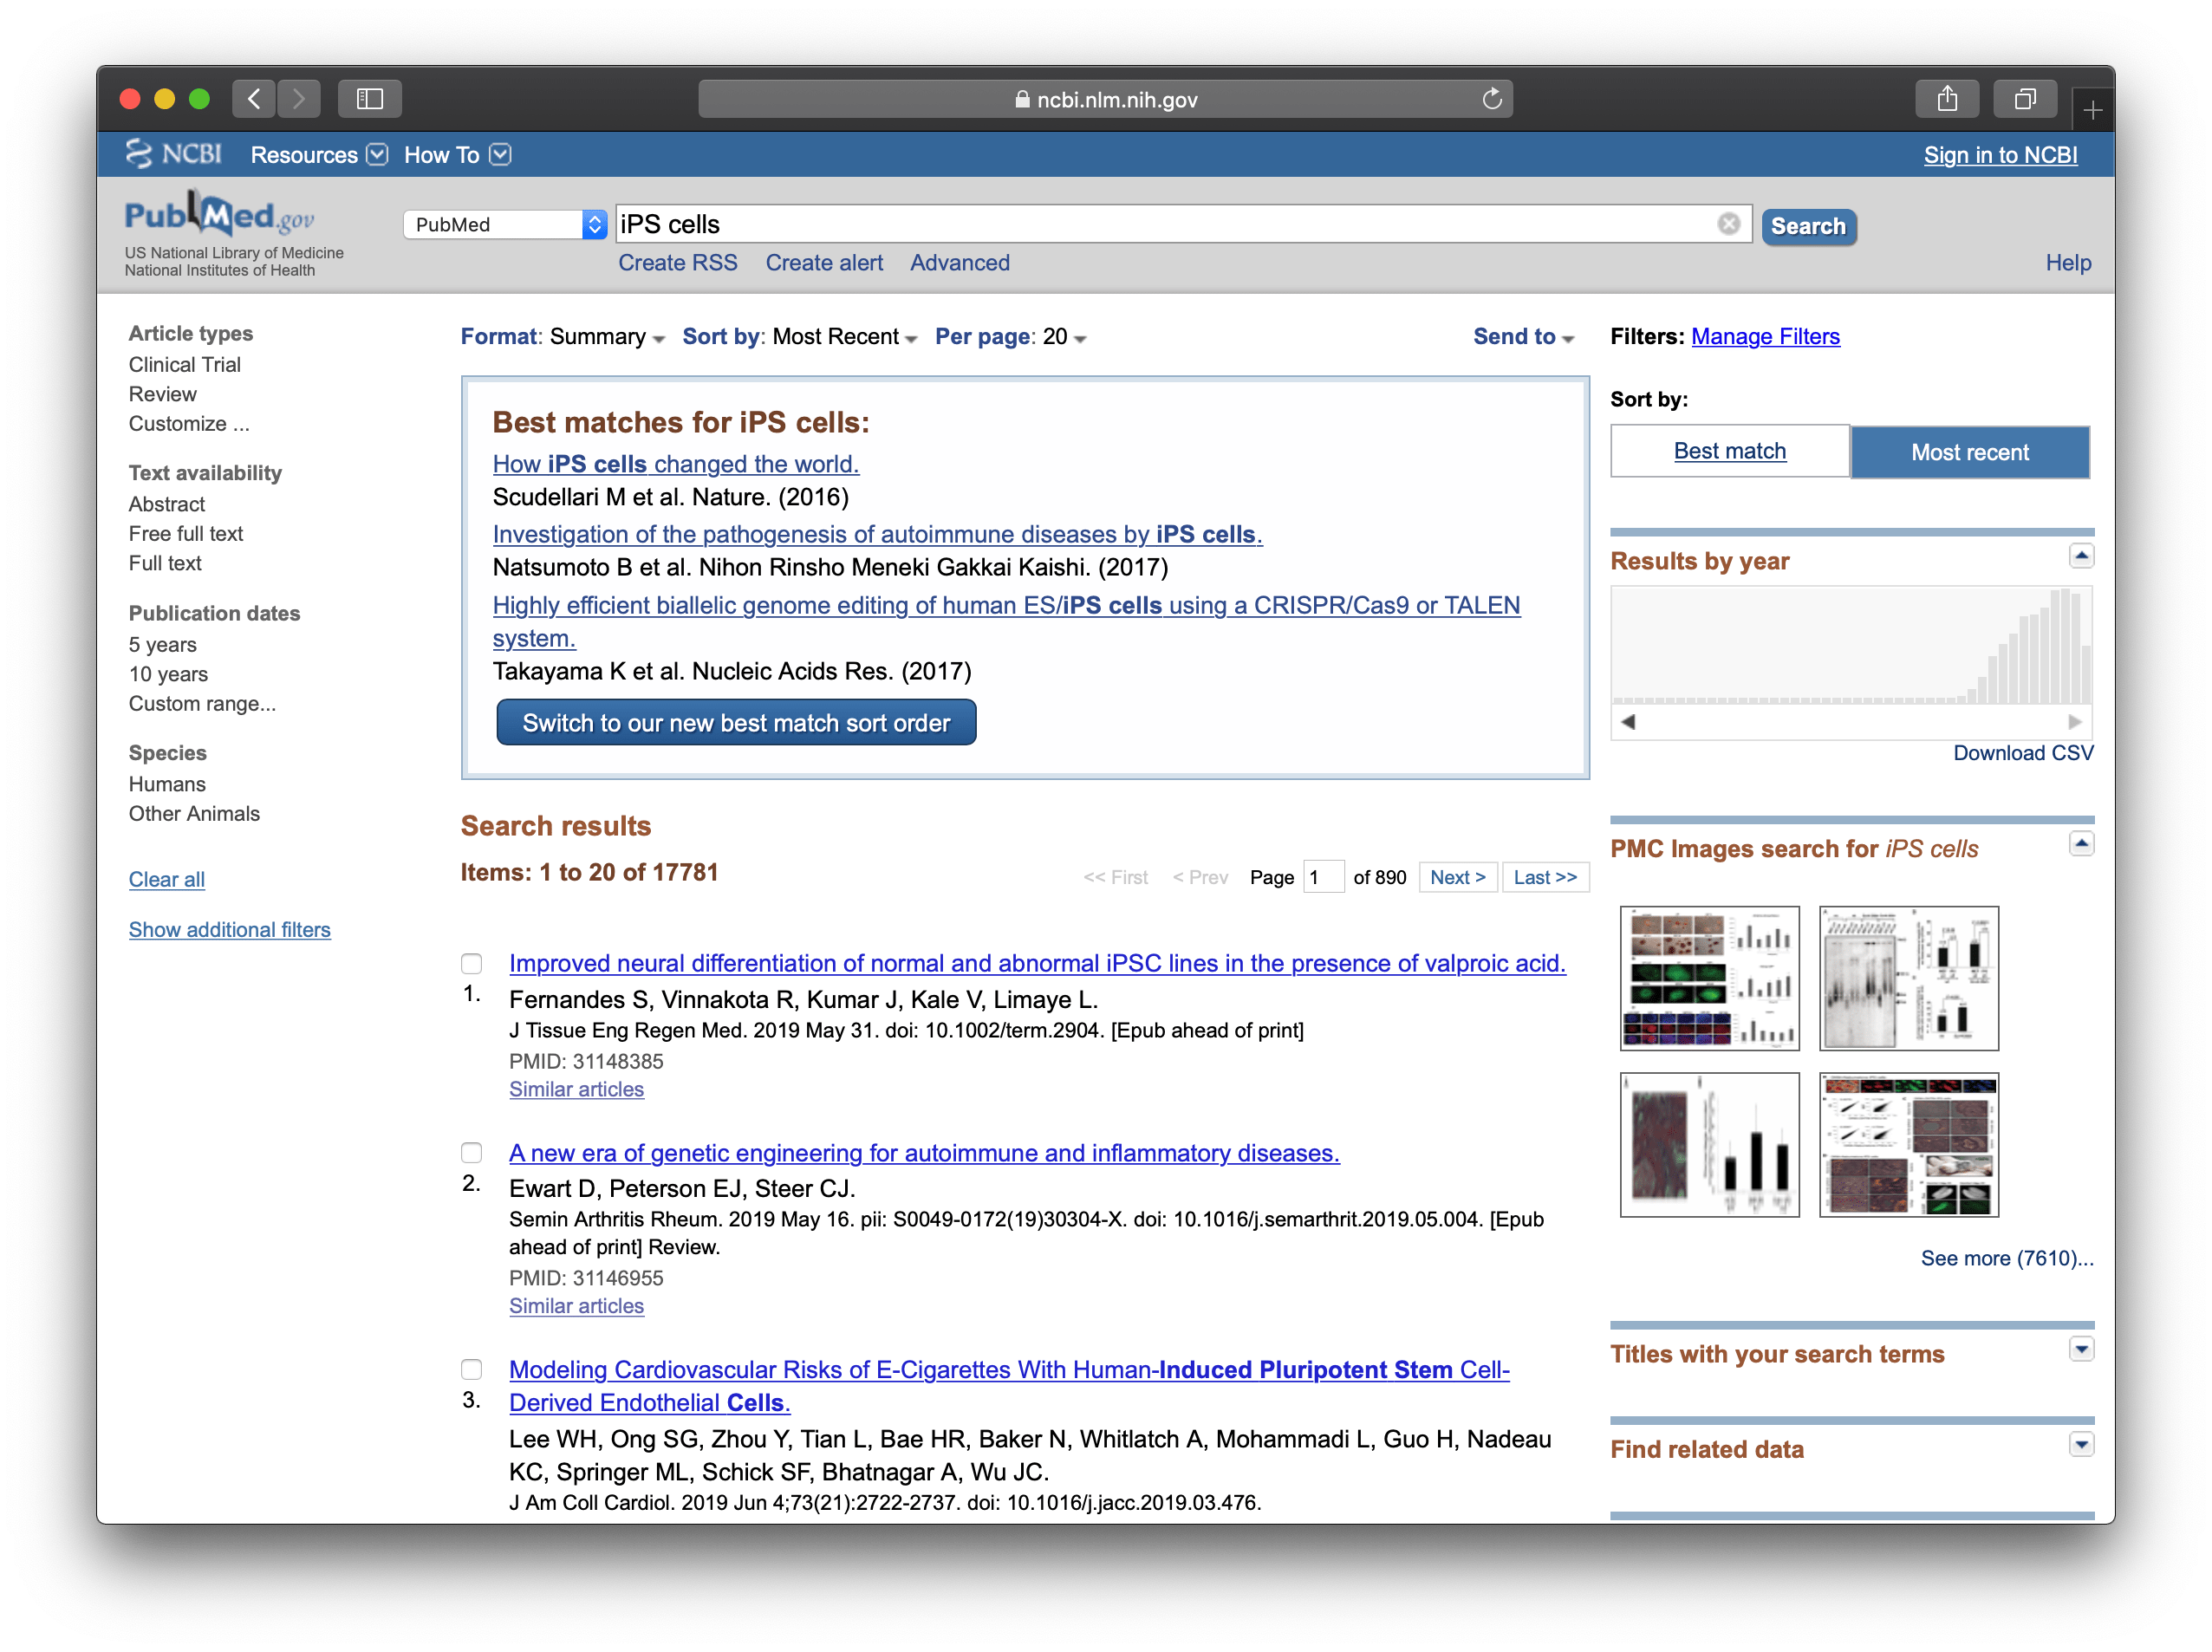 ncbi.nlm.nih.gov
NCBI Resources How To Sign in to NCBI
PubMed.gov
US National Library of Medicine
National Institutes of Health
PubMed
iPS cells
Search
Create RSS Create alert Advanced
Help
Article types
Clinical Trial
Review
Customize ...
Text availability
Abstract
Free full text
Full text
Publication dates
5 years
10 years
Custom range...
Species
Humans
Other Animals
Clear all
Show additional filters
Format: Summary Sort by: Most Recent Per page: 20 Send to
Best matches for iPS cells:
How iPS cells changed the world.
Scudellari M et al. Nature. (2016)
Investigation of the pathogenesis of autoimmune diseases by iPS cells.
Natsumoto B et al. Nihon Rinsho Meneki Gakkai Kaishi. (2017)
Highly efficient biallelic genome editing of human ES/iPS cells using a CRISPR/Cas9 or TALEN
system.
Takayama K et al. Nucleic Acids Res. (2017)
Switch to our new best match sort order
Search results
Items: 1 to 20 of 17781
<< First < Prev Page 1 of 890 Next > Last >>
Improved neural differentiation of normal and abnormal iPSC lines in the presence of valproic acid.
1. Fernandes S, Vinnakota R, Kumar J, Kale V, Limaye L.
J Tissue Eng Regen Med. 2019 May 31. doi: 10.1002/term.2904. [Epub ahead of print]
PMID: 31148385
Similar articles
A new era of genetic engineering for autoimmune and inflammatory diseases.
2. Ewart D, Peterson EJ, Steer CJ.
Semin Arthritis Rheum. 2019 May 16. pii: S0049-0172(19)30304-X. doi: 10.1016/j.semarthrit.2019.05.004. [Epub
ahead of print] Review.
PMID: 31146955
Similar articles
Modeling Cardiovascular Risks of E-Cigarettes With Human-Induced Pluripotent Stem Cell-
3. Derived Endothelial Cells.
Lee WH, Ong SG, Zhou Y, Tian L, Bae HR, Baker N, Whitlatch A, Mohammadi L, Guo H, Nadeau
KC, Springer ML, Schick SF, Bhatnagar A, Wu JC.
J Am Coll Cardiol. 2019 Jun 4;73(21):2722-2737. doi: 10.1016/j.jacc.2019.03.476.
Filters: Manage Filters
Sort by:
Best match Most recent
Results by year
Download CSV
PMC Images search for iPS cells
See more (7610)...
Titles with your search terms
Find related data